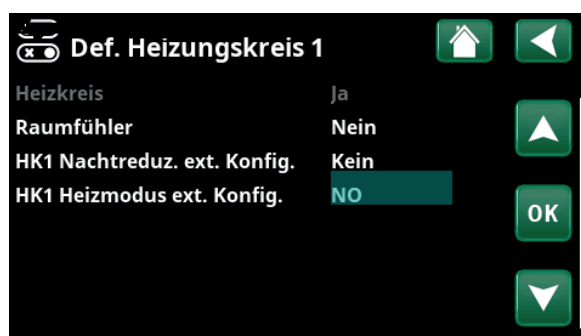 Def. Heizungskreis 1
Heizkreis Ja
Raumfühler Nein
HK1 Nachtreduz. ext. Konfig. Kein
HK1 Heizmodus ext. Konfig. NO
OK